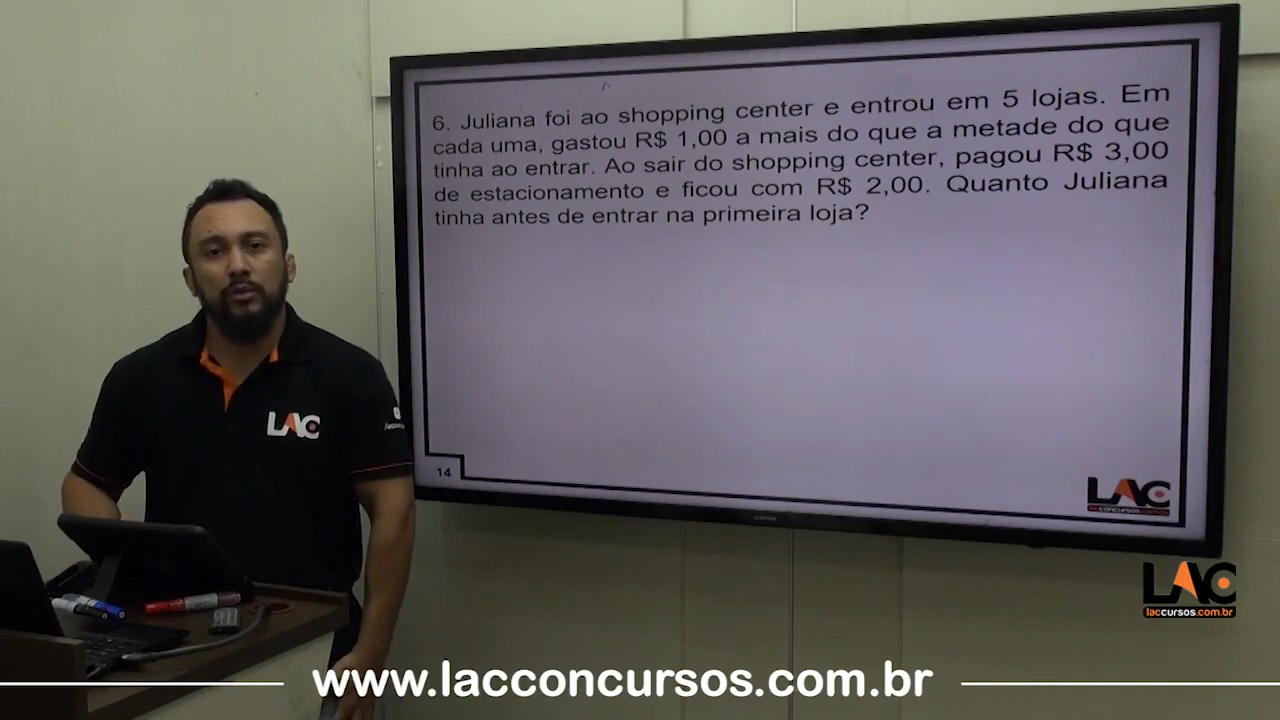 6. Juliana foi ao shopping center e entrou em 5 lojas. Em
cada uma, gastou R$ 1,00 a mais do que a metade do que
tinha ao entrar. Ao sair do shopping center, pagou R$ 3,00
de estacionamento e ficou com R$ 2,00. Quanto Juliana
tinha antes de entrar na primeira loja?
LAC
14
LAC
SAMSUNG
LAC
laccursos.com.br
www.lacconcursos.com.br